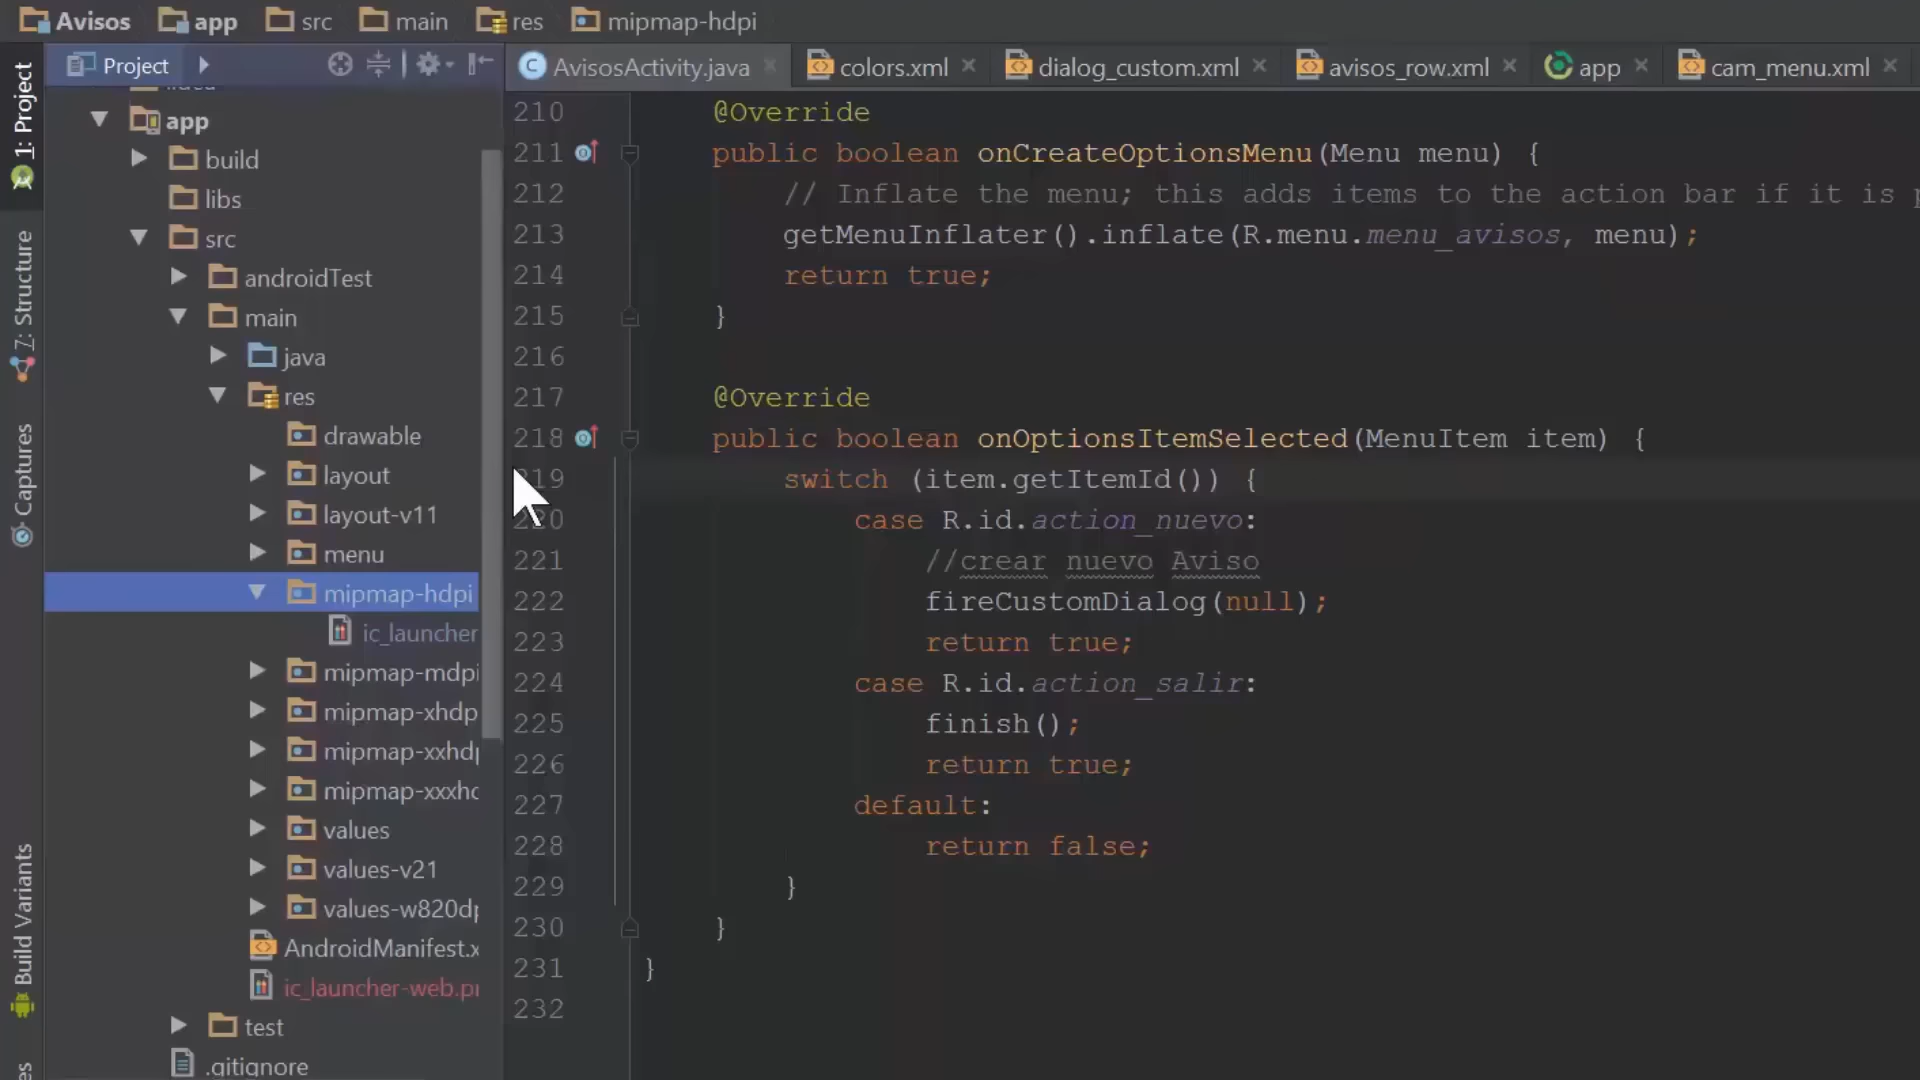 Avisos app src main res mipmap-hdpi
1: Project
7: Structure
Captures
Build Variants
Project
app
build
libs
src
androidTest
main
java
res
drawable
layout
layout-v11
menu
mipmap-hdpi
ic_launcher
mipmap-mdpi
mipmap-xhdp
mipmap-xxhdp
mipmap-xxxhd
values
values-v21
values-w820dp
AndroidManifest.x
ic_launcher-web.pn
test
.gitignore
AvisosActivity.java colors.xml dialog_custom.xml avisos_row.xml app cam_menu.xml
210 @Override
211 public boolean onCreateOptionsMenu(Menu menu) {
212 // Inflate the menu; this adds items to the action bar if it is p
213 getMenuInflater().inflate(R.menu.menu_avisos, menu);
214 return true;
215 }
216
217 @Override
218 public boolean onOptionsItemSelected(MenuItem item) {
19 switch (item.getItemId()) {
20 case R.id.action_nuevo:
221 //crear nuevo Aviso
222 fireCustomDialog(null);
223 return true;
224 case R.id.action_salir:
225 finish();
226 return true;
227 default:
228 return false;
229 }
230 }
231 }
232